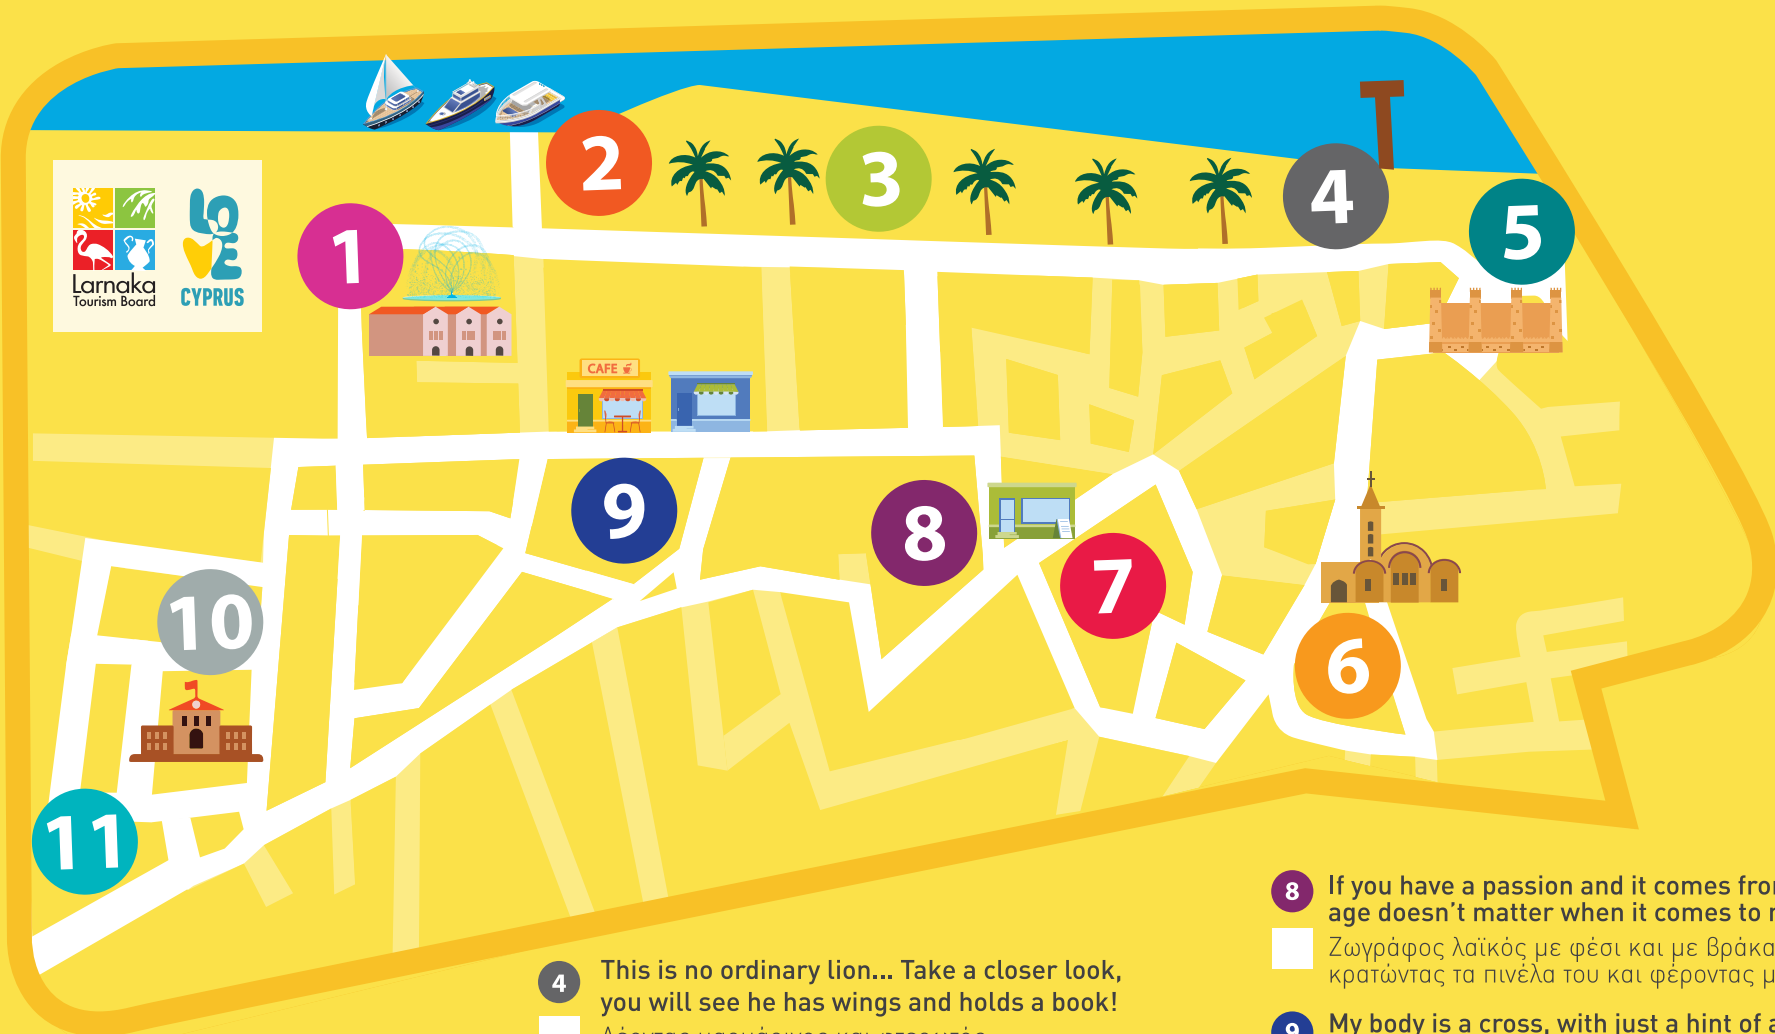 2
3
4
5
1
Larnaka
Tourism Board
LOVE
CYPRUS
CAFE
9
8
7
6
10
11
4
This is no ordinary lion... Take a closer look,
you will see he has wings and holds a book!
8
If you have a passion and it comes from
age doesn't matter when it comes to
Ζωγράφος λαϊκός με φέσι και με βράκα
κρατώντας τα πινέλα του και φέροντας
9
My body is a cross, with just a hint of